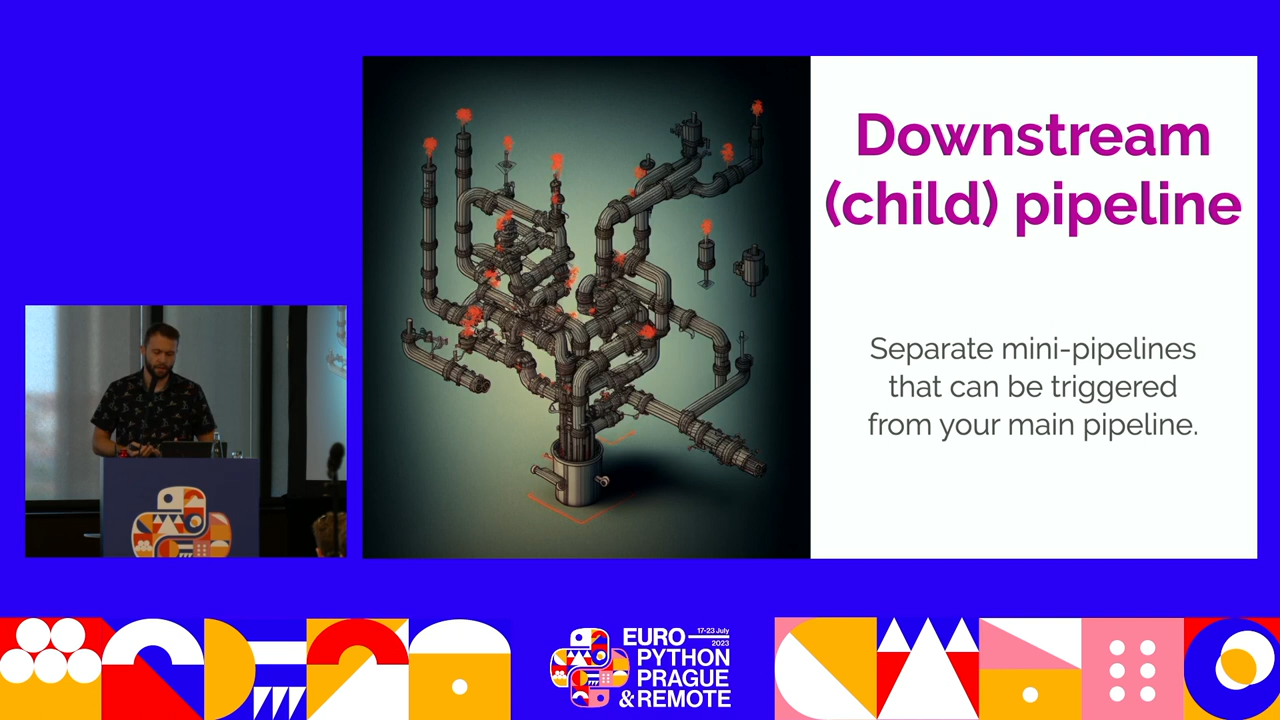 Downstream
(child) pipeline
Separate mini-pipelines
that can be triggered
from your main pipeline.
EURO 17-23 July
2023
PYTHON
PRAGUE
& REMOTE